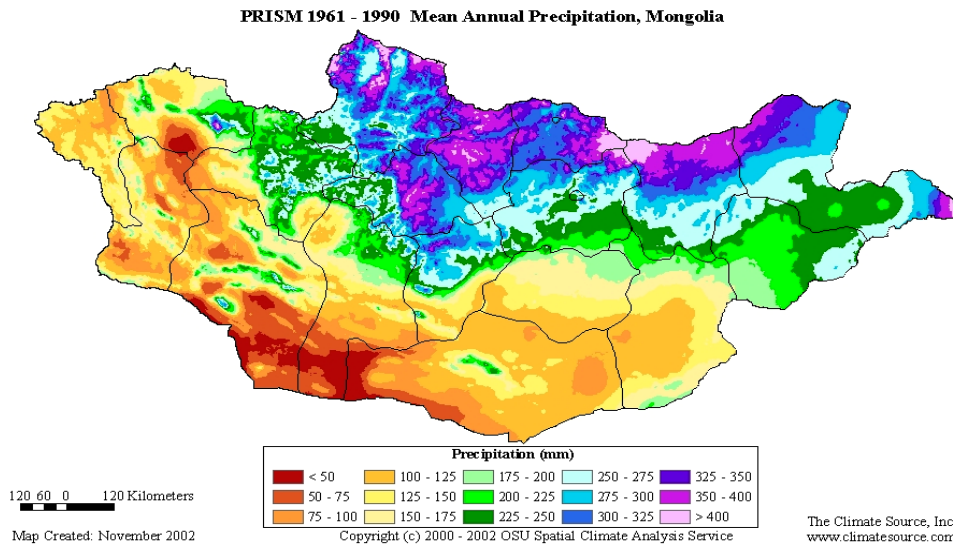 PRISM 1961 - 1990 Mean Annual Precipitation, Mongolia
Precipitation (mm)
< 50 100 - 125 175 - 200 250 - 275 325 - 350
50 - 75 125 - 150 200 - 225 275 - 300 350 - 400
75 - 100 150 - 175 225 - 250 300 - 325 > 400
120 60 0 120 Kilometers
Map Created: November 2002
Copyright (c) 2000 - 2002 OSU Spatial Climate Analysis Service
The Climate Source, Inc
www.climatesource.com